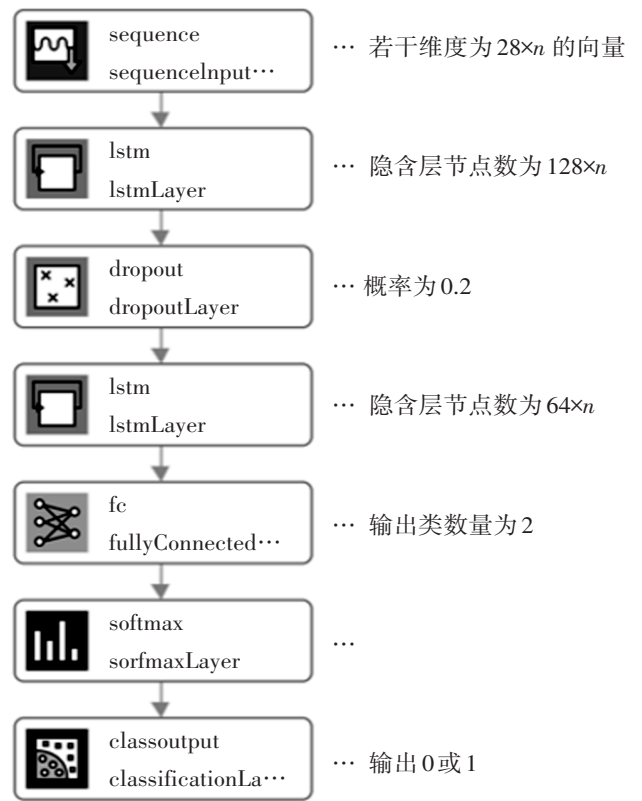 sequence
sequenceInput…
… 若干维度为28×n的向量
lstm
lstmLayer
… 隐含层节点数为128×n
dropout
dropoutLayer
… 概率为0.2
lstm
lstmLayer
… 隐含层节点数为64×n
fc
fullyConnected…
… 输出类数量为2
softmax
sorfmaxLayer
…
classoutput
classificationLa…
… 输出0或1